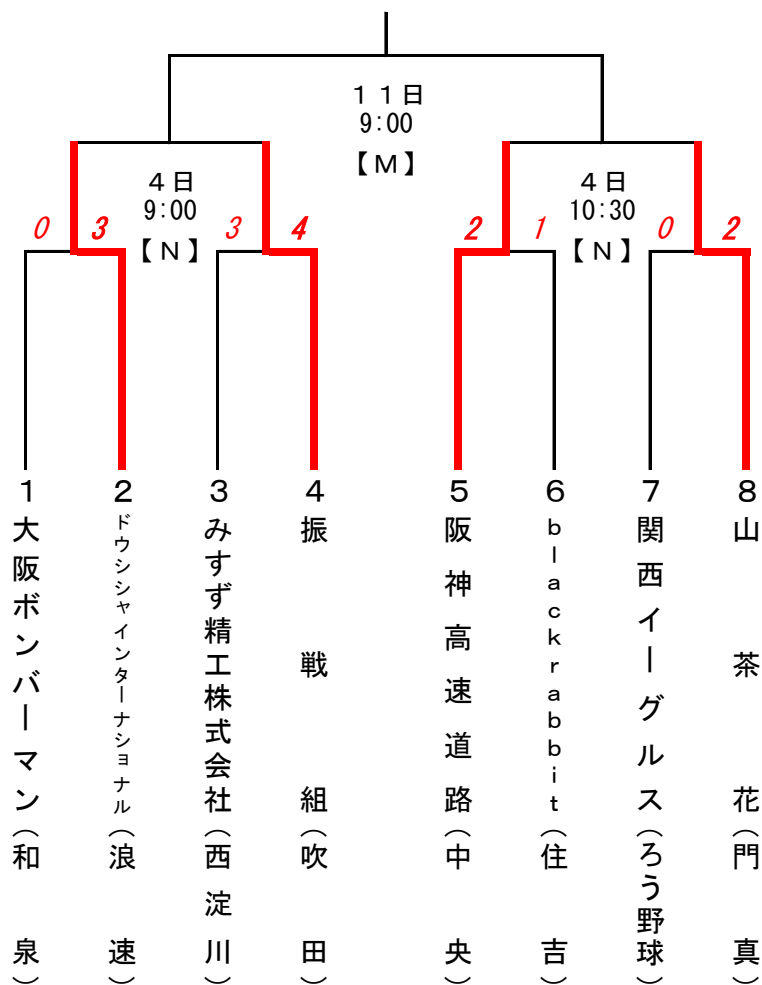 １１日
9:00
【Ｍ】
４日
9:00
【Ｎ】
４日
10:30
【Ｎ】
0
3
3
4
2
1
0
2
1
大阪ボンバーマン（和泉）
2
ドウシシャインターナショナル（浪速）
3
みすず精工株式会社（西淀川）
4
振戦組（吹田）
5
阪神高速道路（中央）
6
ｂｌａｃｋｒａｂｂｉｔ（住吉）
7
関西イーグルス（ろう野球）
8
山茶花（門真）